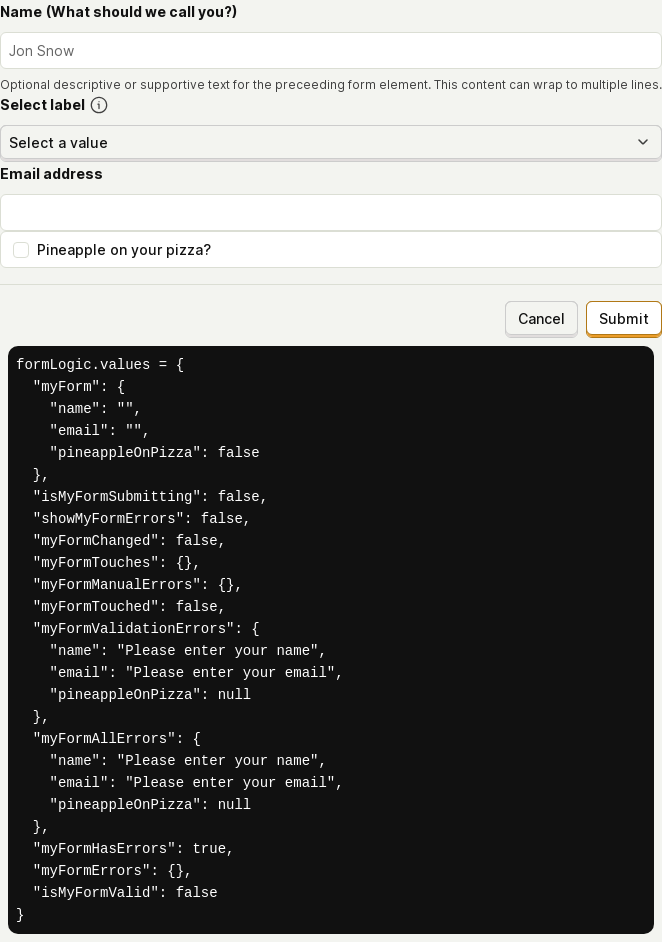 Name (What should we call you?)
Jon Snow
Optional descriptive or supportive text for the preceeding form element. This content can wrap to multiple lines.
Select label
Select a value
Email address
Pineapple on your pizza?
Cancel
Submit
formLogic.values = {
  "myForm": {
    "name": "",
    "email": "",
    "pineappleOnPizza": false
  },
  "isMyFormSubmitting": false,
  "showMyFormErrors": false,
  "myFormChanged": false,
  "myFormTouches": {},
  "myFormManualErrors": {},
  "myFormTouched": false,
  "myFormValidationErrors": {
    "name": "Please enter your name",
    "email": "Please enter your email",
    "pineappleOnPizza": null
  },
  "myFormAllErrors": {
    "name": "Please enter your name",
    "email": "Please enter your email",
    "pineappleOnPizza": null
  },
  "myFormHasErrors": true,
  "myFormErrors": {},
  "isMyFormValid": false
}